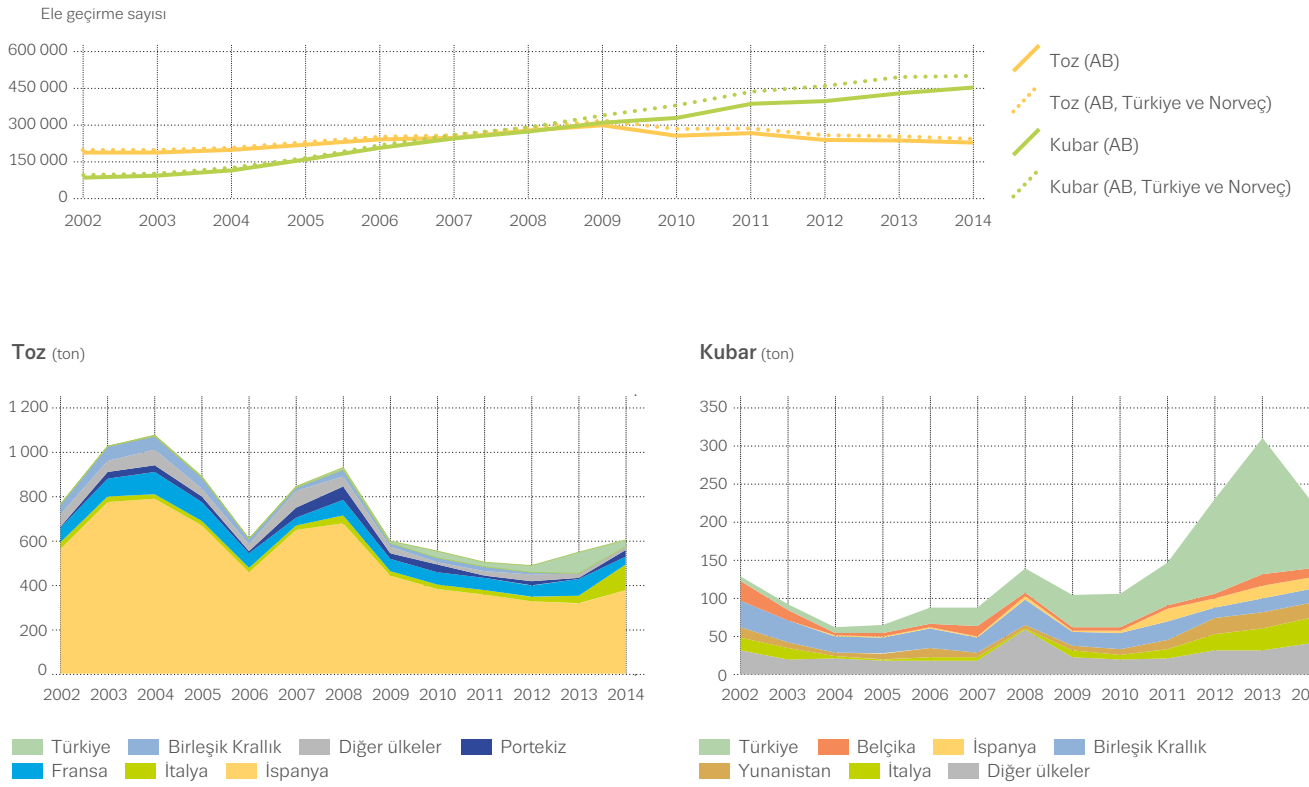 Ele geçirme sayısı
600 000
450 000
300 000
150 000
0
2002 2003 2004 2005 2006 2007 2008 2009 2010 2011 2012 2013 2014
Toz (AB)
Toz (AB, Türkiye ve Norveç)
Kubar (AB)
Kubar (AB, Türkiye ve Norveç)
Toz (ton)
1 200
1 000
800
600
400
200
0
2002 2003 2004 2005 2006 2007 2008 2009 2010 2011 2012 2013 2014
Türkiye Birleşik Krallık Diğer ülkeler Portekiz
Fransa İtalya İspanya
Kubar (ton)
350
300
250
200
150
100
50
0
2002 2003 2004 2005 2006 2007 2008 2009 2010 2011 2012 2013 20
Türkiye Belçika İspanya Birleşik Krallık
Yunanistan İtalya Diğer ülkeler